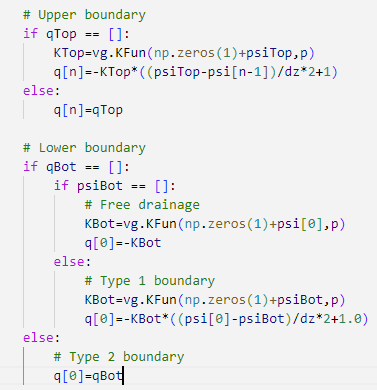 # Upper boundary
if qTop == []:
KTop=vg.KFun(np.zeros(1)+psiTop,p)
q[n]=-KTop*((psiTop-psi[n-1])/dz*2+1)
else:
q[n]=qTop
# Lower boundary
if qBot == []:
if psiBot == []:
# Free drainage
KBot=vg.KFun(np.zeros(1)+psi[0],p)
q[0]=-KBot
else:
# Type 1 boundary
KBot=vg.KFun(np.zeros(1)+psiBot,p)
q[0]=-KBot*((psi[0]-psiBot)/dz*2+1.0)
else:
# Type 2 boundary
q[0]=qBot